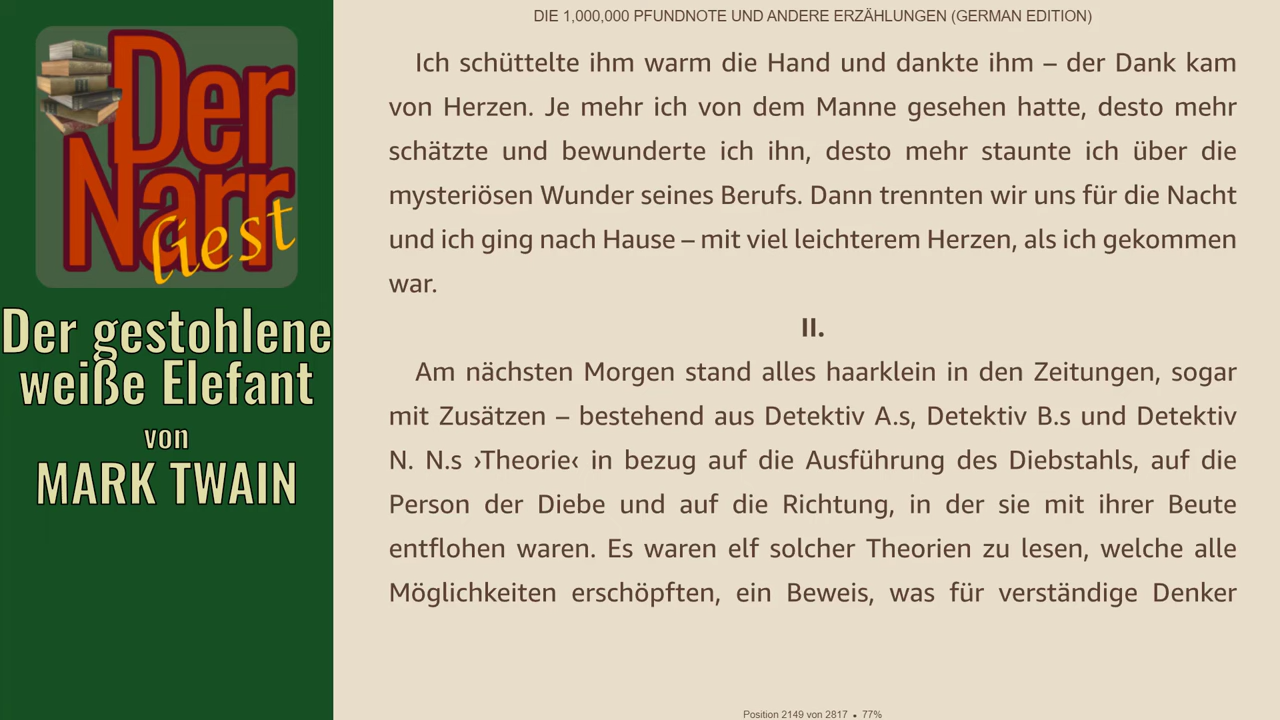 Der
Narr
liest
Der gestohlene
weiße Elefant
von
MARK TWAIN
DIE 1,000,000 PFUNDNOTE UND ANDERE ERZÄHLUNGEN (GERMAN EDITION)
Ich schüttelte ihm warm die Hand und dankte ihm – der Dank kam
von Herzen. Je mehr ich von dem Manne gesehen hatte, desto mehr
schätzte und bewunderte ich ihn, desto mehr staunte ich über die
mysteriösen Wunder seines Berufs. Dann trennten wir uns für die Nacht
und ich ging nach Hause – mit viel leichterem Herzen, als ich gekommen
war.
II.
Am nächsten Morgen stand alles haarklein in den Zeitungen, sogar
mit Zusätzen – bestehend aus Detektiv A.s, Detektiv B.s und Detektiv
N. N.s ›Theorie‹ in bezug auf die Ausführung des Diebstahls, auf die
Person der Diebe und auf die Richtung, in der sie mit ihrer Beute
entflohen waren. Es waren elf solcher Theorien zu lesen, welche alle
Möglichkeiten erschöpften, ein Beweis, was für verständige Denker
Position 2149 von 2817 • 77%